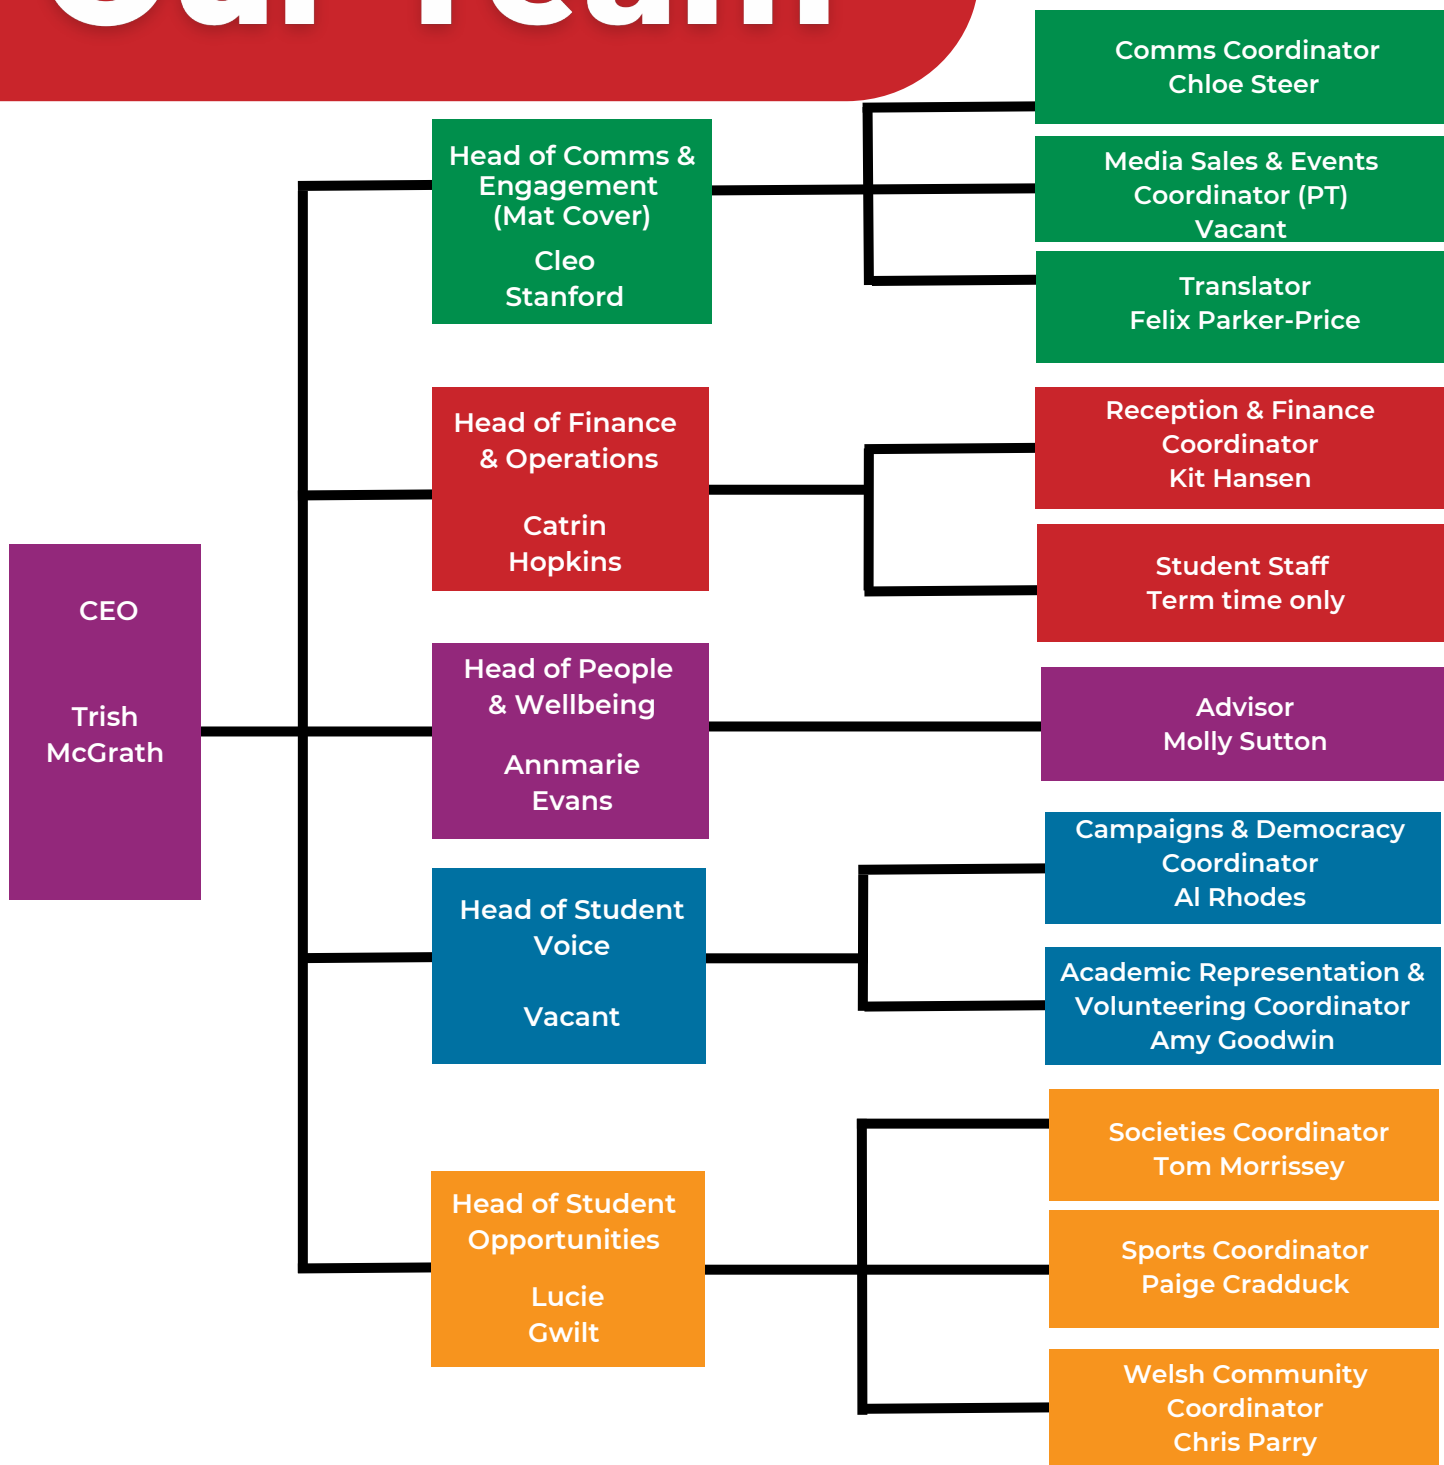 Our Team
Comms Coordinator
Chloe Steer
Head of Comms &
Engagement
(Mat Cover)
Cleo
Stanford
Media Sales & Events
Coordinator (PT)
Vacant
Translator
Felix Parker-Price
Head of Finance
& Operations
Catrin
Hopkins
Reception & Finance
Coordinator
Kit Hansen
Student Staff
Term time only
CEO
Trish
McGrath
Head of People
& Wellbeing
Annmarie
Evans
Advisor
Molly Sutton
Head of Student
Voice
Vacant
Campaigns & Democracy
Coordinator
Al Rhodes
Academic Representation &
Volunteering Coordinator
Amy Goodwin
Head of Student
Opportunities
Lucie
Gwilt
Societies Coordinator
Tom Morrissey
Sports Coordinator
Paige Cradduck
Welsh Community
Coordinator
Chris Parry